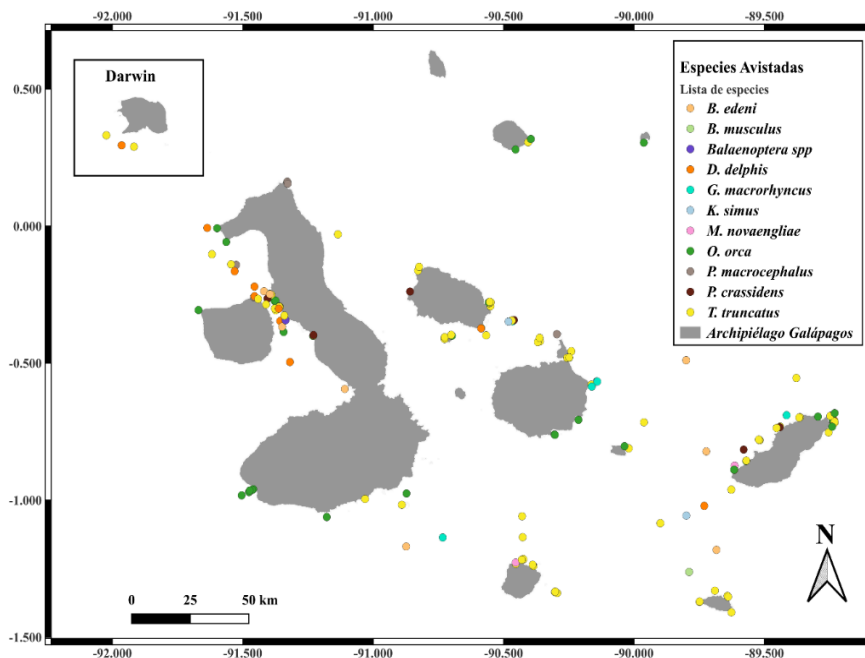 -92.000 -91.500 -91.000 -90.500 -90.000 -89.500
0.500
0.000
-0.500
-1.000
-1.500
Darwin
Especies Avistadas
Lista de especies
B. edeni
B. musculus
Balaenoptera spp
D. delphis
G. macrorhyncus
K. simus
M. novaengliae
O. orca
P. macrocephalus
P. crassidens
T. truncatus
Archipiélago Galápagos
N
0 25 50 km
-92.000 -91.500 -91.000 -90.500 -90.000 -89.500